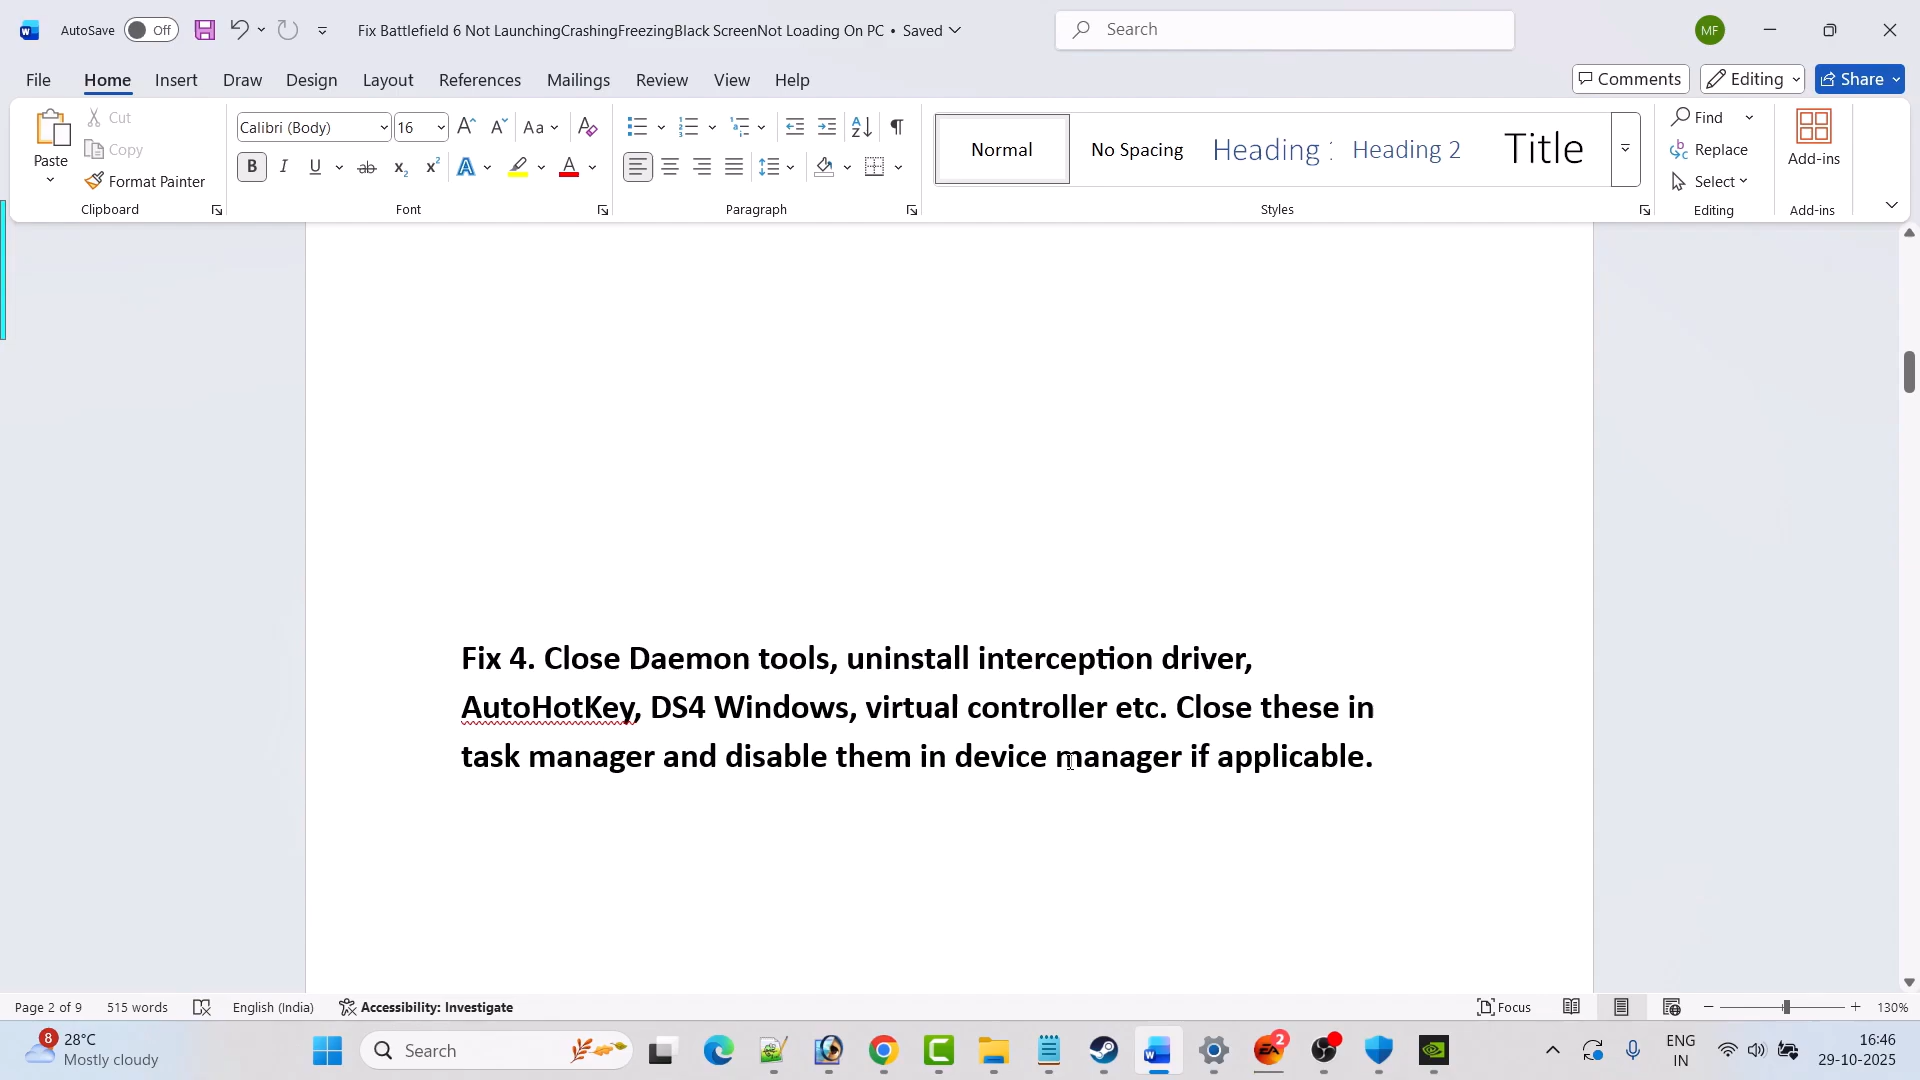 AutoSave Off
Fix Battlefield 6 Not LaunchingCrashingFreezingBlack ScreenNot Loading On PC • Saved
Search
MF
File Home Insert Draw Design Layout References Mailings Review View Help
Comments Editing Share
Paste
Cut
Copy
Format Painter
Calibri (Body) 16
Normal
No Spacing
Heading
Heading 2
Title
Find
Replace
Select
Add-ins
Clipboard Font Paragraph Styles Editing Add-ins
Fix 4. Close Daemon tools, uninstall interception driver,
AutoHotKey, DS4 Windows, virtual controller etc. Close these in
task manager and disable them in device manager if applicable.
Page 2 of 9 515 words English (India) Accessibility: Investigate Focus 130%
8
28°C
Mostly cloudy
Search
2
ENG
IN
16:46
29-10-2025